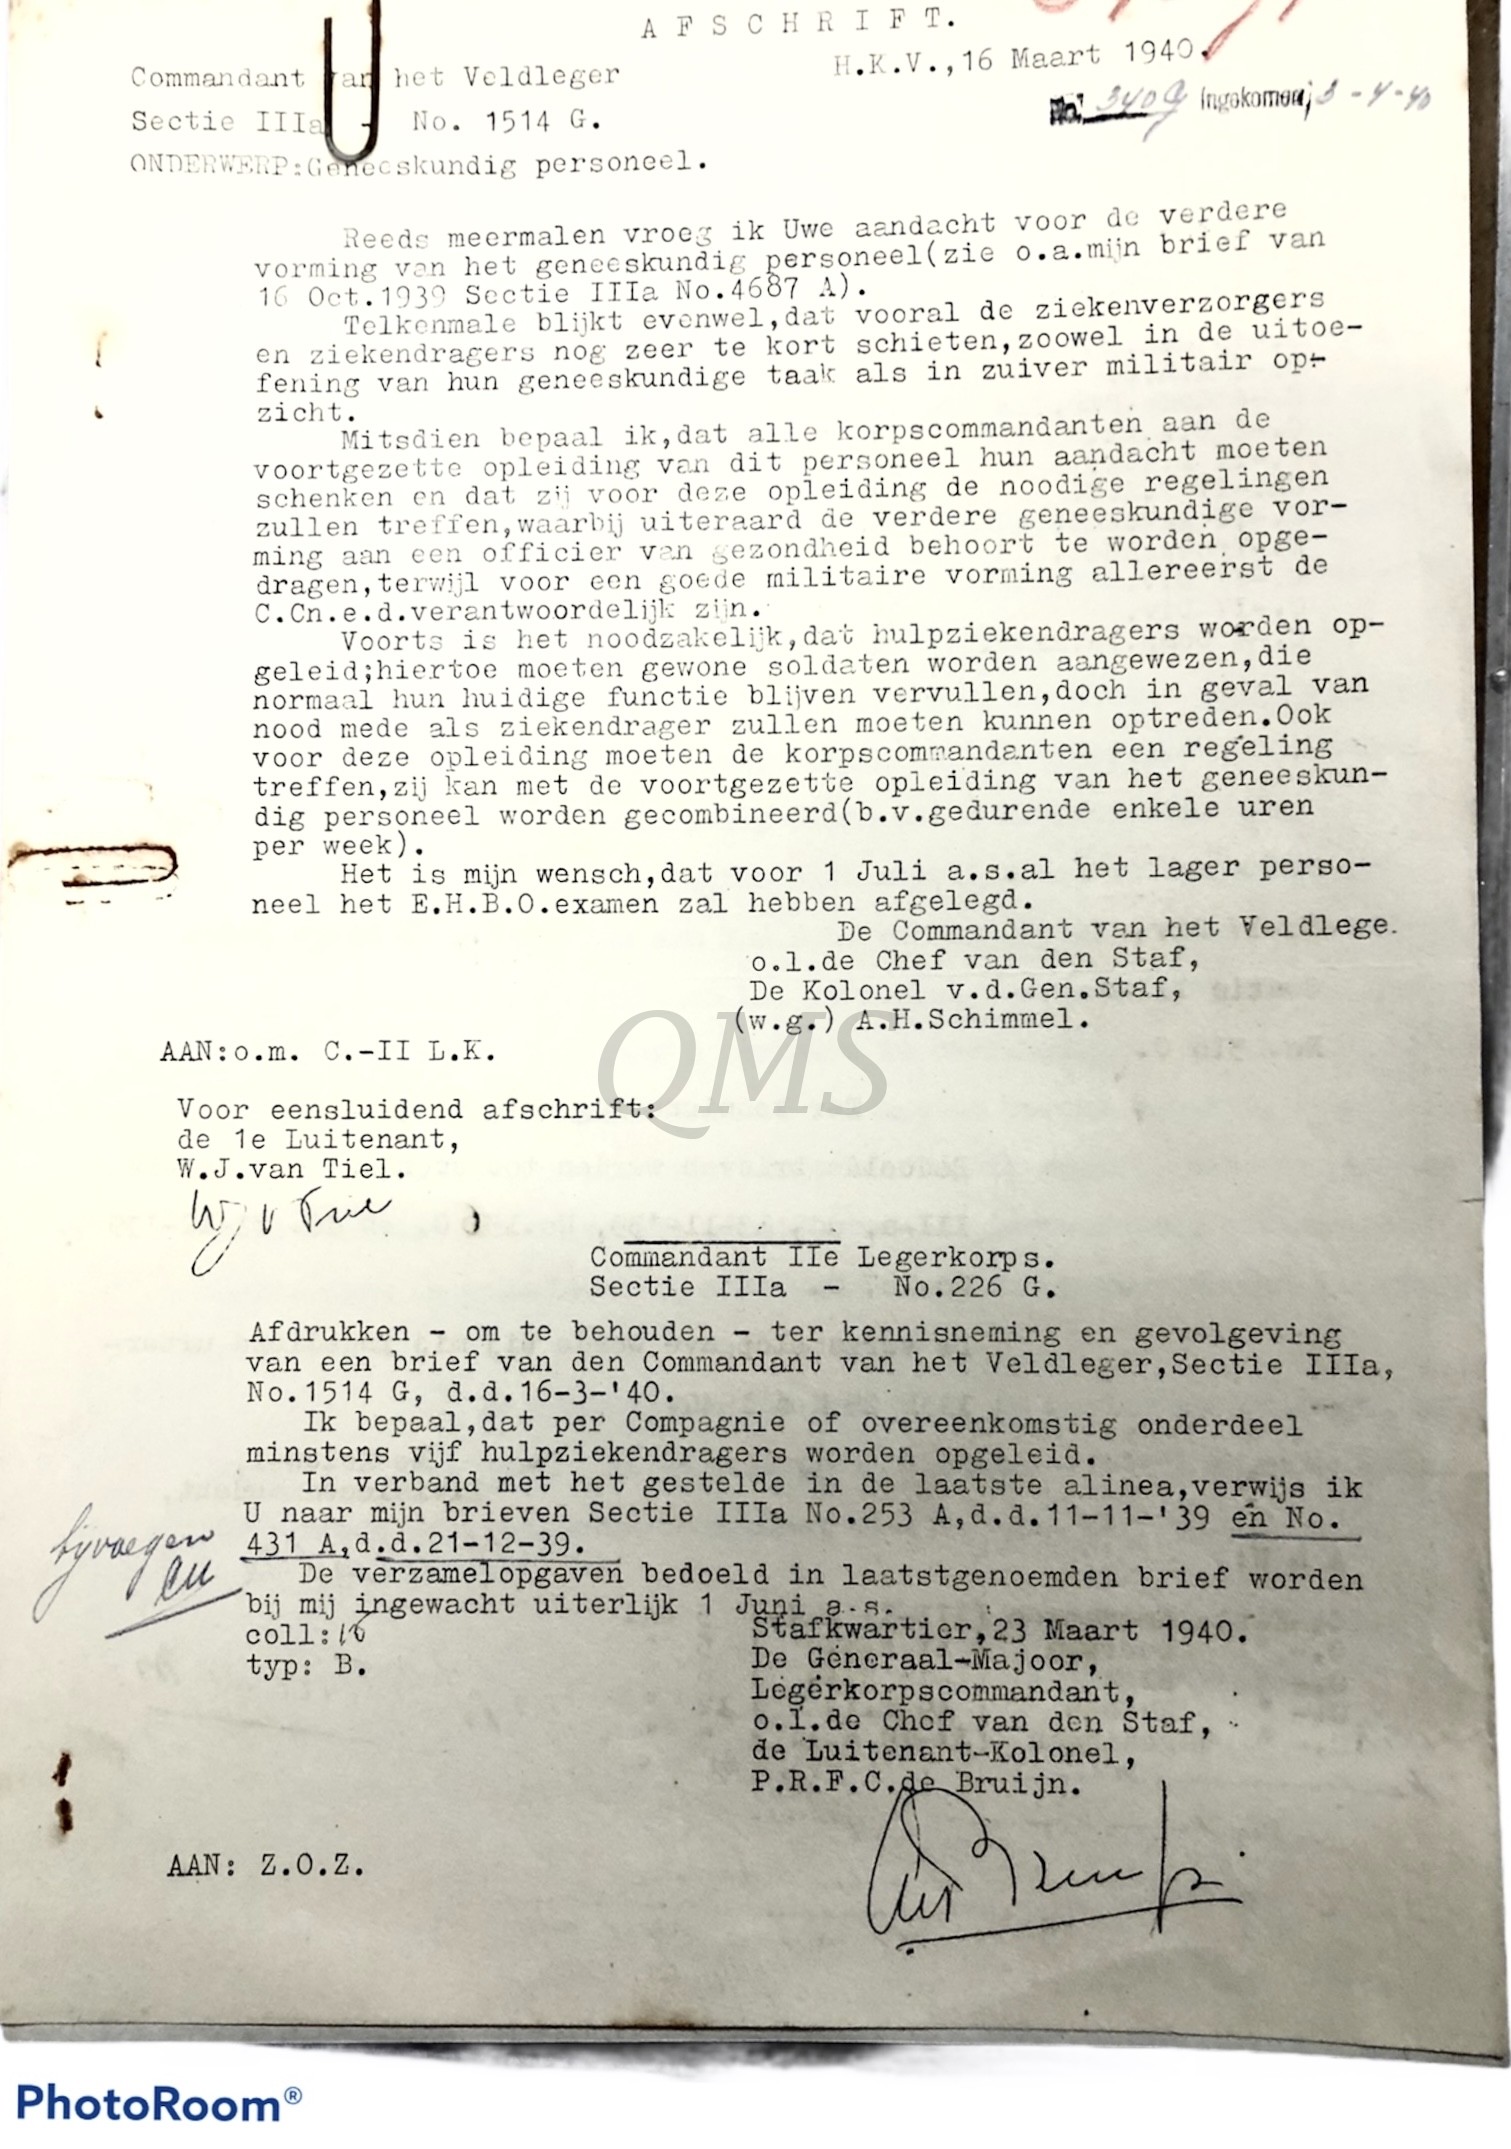 AFSCHRIFT.
H.K.V.,16 Maart 1940.
Commandant van het Veldleger
Sectie IIIa - No. 1514 G.
No. 340 g Ingekomen, 3-4-40
ONDERWERP:Geneeskundig personeel.
Reeds meermalen vroeg ik Uwe aandacht voor de verdere
vorming van het geneeskundig personeel(zie o.a.mijn brief van
16 Oct.1939 Sectie IIIa No.4687 A).
Telkenmale blijkt evenwel,dat vooral de ziekenverzorgers
en ziekendragers nog zeer te kort schieten,zoowel in de uitoe-
fening van hun geneeskundige taak als in zuiver militair op-
zicht.
Mitsdien bepaal ik,dat alle korpscommandanten aan de
voortgezette opleiding van dit personeel hun aandacht moeten
schenken en dat zij voor deze opleiding de noodige regelingen
zullen treffen,waarbij uiteraard de verdere geneeskundige vor-
ming aan een officier van gezondheid behoort te worden opge-
dragen,terwijl voor een goede militaire vorming allereerst de
C.Cn.e.d.verantwoordelijk zijn.
Voorts is het noodzakelijk,dat hulpziekendragers worden op-
geleid;hiertoe moeten gewone soldaten worden aangewezen,die
normaal hun huidige functie blijven vervullen,doch in geval van
nood mede als ziekendrager zullen moeten kunnen optreden.Ook
voor deze opleiding moeten de korpscommandanten een regeling
treffen,zij kan met de voortgezette opleiding van het geneeskun-
dig personeel worden gecombineerd(b.v.gedurende enkele uren
per week).
Het is mijn wensch,dat voor 1 Juli a.s.al het lager perso-
neel het E.H.B.O.examen zal hebben afgelegd.
De Commandant van het Veldlege.
o.l.de Chef van den Staf,
De Kolonel v.d.Gen.Staf,
(w.g.) A.H.Schimmel.
QMS
AAN:o.m. C.-II L.K.
Voor eensluidend afschrift:
de 1e Luitenant,
W.J.van Tiel.
Commandant IIe Legerkorps.
Sectie IIIa - No.226 G.
Afdrukken - om te behouden - ter kennisneming en gevolgeving
van een brief van den Commandant van het Veldleger,Sectie IIIa,
No.1514 G, d.d.16-3-'40.
Ik bepaal,dat per Compagnie of overeenkomstig onderdeel
minstens vijf hulpziekendragers worden opgeleid.
In verband met het gestelde in de laatste alinea,verwijs ik
U naar mijn brieven Sectie IIIa No.253 A,d.d.11-11-'39 en No.
431 A,d.d.21-12-39.
bijvoegen
De verzamelopgaven bedoeld in laatstgenoemden brief worden
bij mij ingewacht uiterlijk 1 Juni a.s.
coll:
typ: B.
Stafkwartier,23 Maart 1940.
De Generaal-Majoor,
Legerkorpscommandant,
o.l.de Chef van den Staf,
de Luitenant-Kolonel,
P.R.F.C.de Bruijn.
AAN: Z.O.Z.
PhotoRoom®